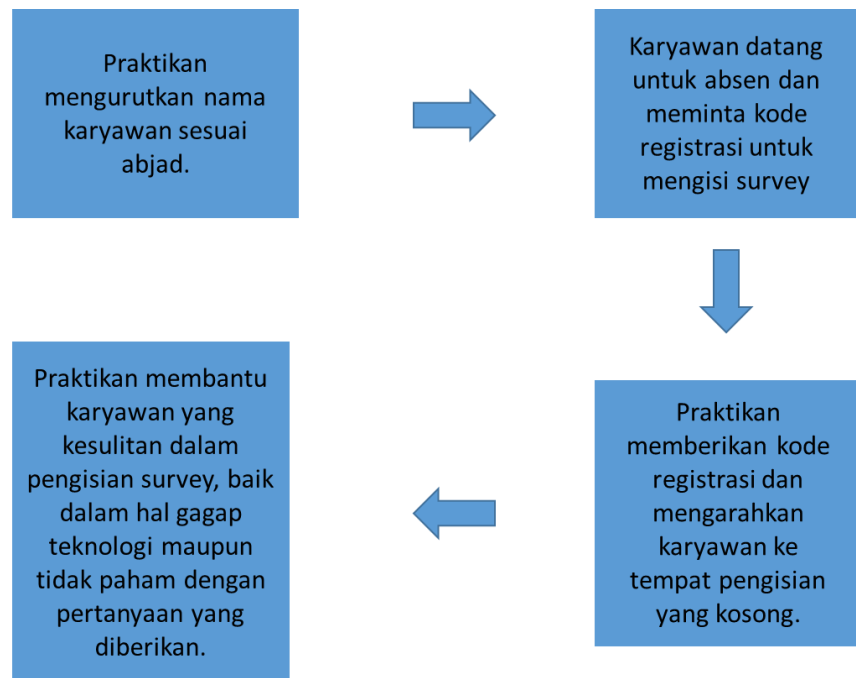 Praktikan
mengurutkan nama
karyawan sesuai
abjad.
Karyawan datang
untuk absen dan
meminta kode
registrasi untuk
mengisi survey
Praktikan
memberikan kode
registrasi dan
mengarahkan
karyawan ke
tempat pengisian
yang kosong.
Praktikan membantu
karyawan yang
kesulitan dalam
pengisian survey, baik
dalam hal gagap
teknologi maupun
tidak paham dengan
pertanyaan yang
diberikan.